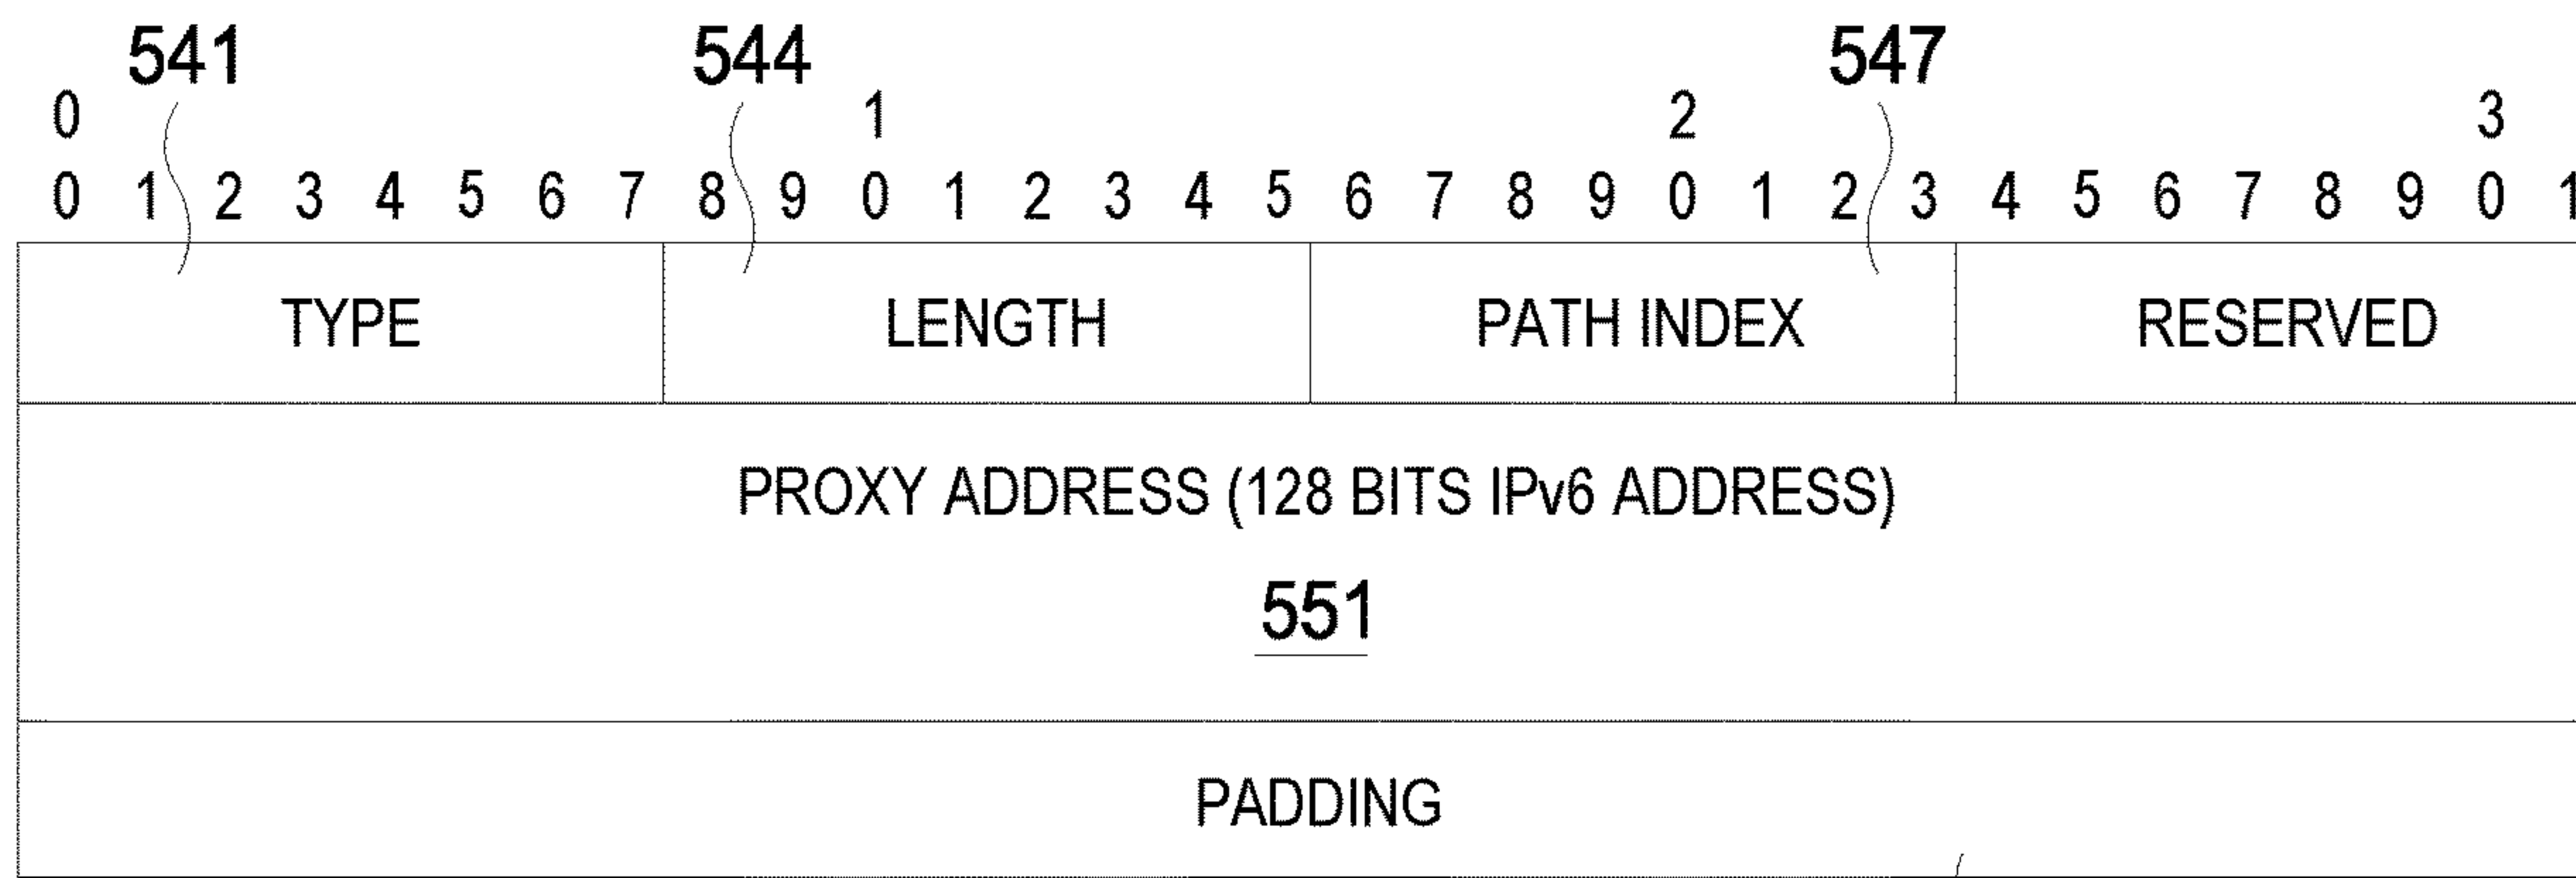 541 544 547
0 1 2 3
0 1 2 3 4 5 6 7 8 9 0 1 2 3 4 5 6 7 8 9 0 1 2 3 4 5 6 7 8 9 0 1
TYPE LENGTH PATH INDEX RESERVED
PROXY ADDRESS (128 BITS IPv6 ADDRESS)
551
PADDING